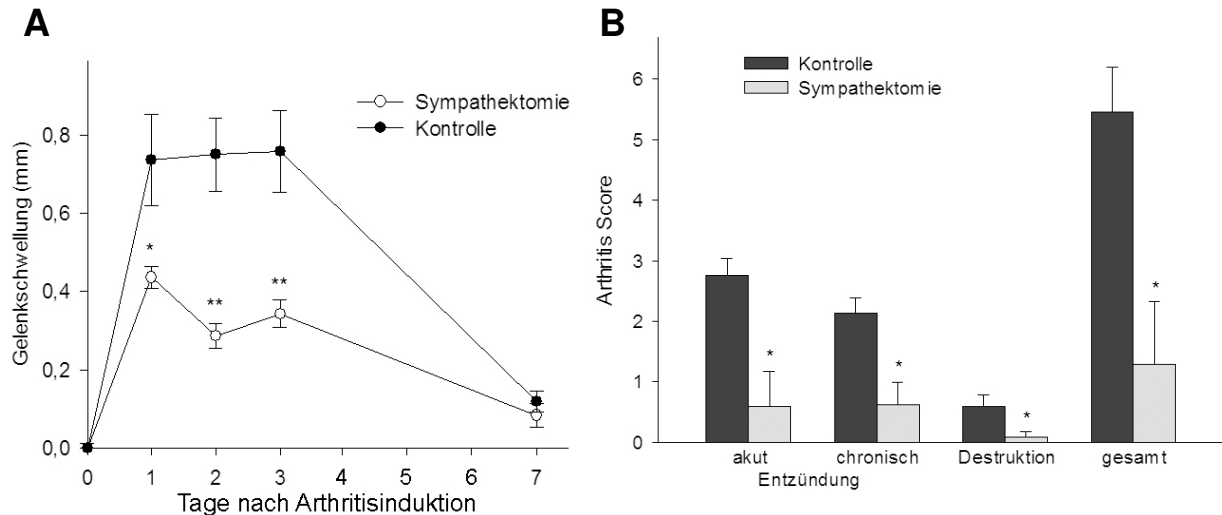 A
Gelenkschwellung (mm)
0,8
0,6
0,4
0,2
0,0
Sympathektomie
Kontrolle
*
**
**
0 1 2 3 4 5 6 7
Tage nach Arthritisinduktion
B
Arthritis Score
6
5
4
3
2
1
0
Kontrolle
Sympathektomie
*
*
*
*
akut chronisch Destruktion gesamt
Entzündung